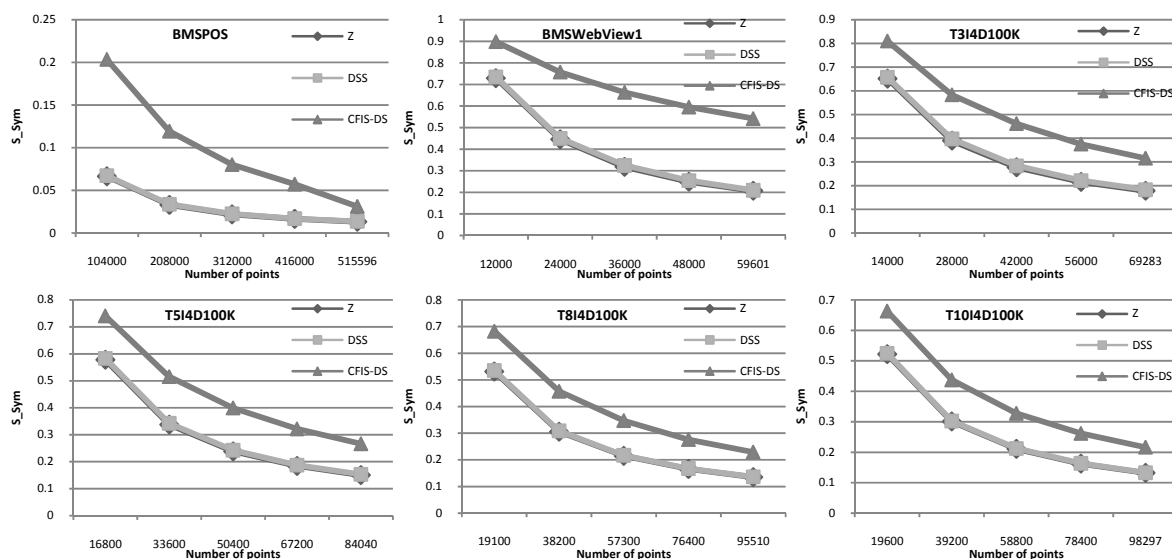 BMSPOS
Z
DSS
CFIS-DS
S_Sym
0.25
0.2
0.15
0.1
0.05
0
104000 208000 312000 416000 515596
Number of points
BMSWebView1
Z
DSS
CFIS-DS
S_Sym
1
0.9
0.8
0.7
0.6
0.5
0.4
0.3
0.2
0.1
0
12000 24000 36000 48000 59601
Number of points
T3I4D100K
Z
DSS
CFIS-DS
S_Sym
0.9
0.8
0.7
0.6
0.5
0.4
0.3
0.2
0.1
0
14000 28000 42000 56000 69283
Number of points
T5I4D100K
Z
DSS
CFIS-DS
S_Sym
0.8
0.7
0.6
0.5
0.4
0.3
0.2
0.1
0
16800 33600 50400 67200 84040
Number of points
T8I4D100K
Z
DSS
CFIS-DS
S_Sym
0.8
0.7
0.6
0.5
0.4
0.3
0.2
0.1
0
19100 38200 57300 76400 95510
Number of points
T10I4D100K
Z
DSS
CFIS-DS
S_Sym
0.7
0.6
0.5
0.4
0.3
0.2
0.1
0
19600 39200 58800 78400 98297
Number of points